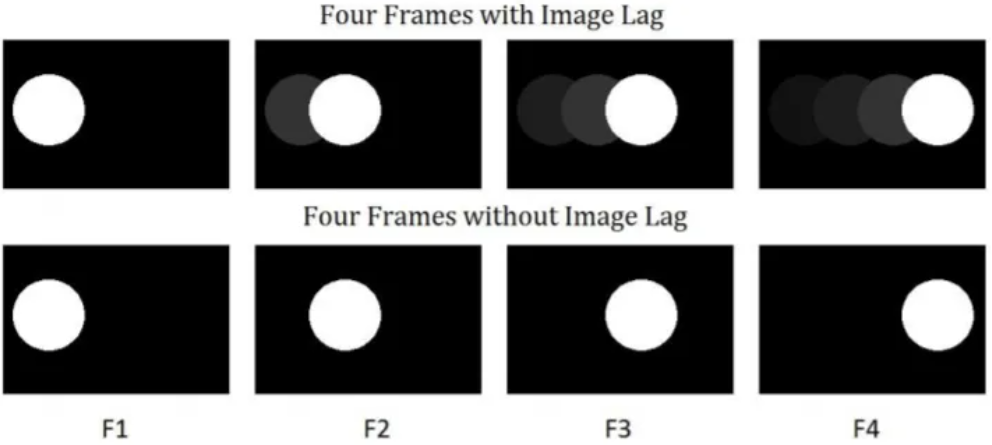 Four Frames with Image Lag
Four Frames without Image Lag
F1 F2 F3 F4